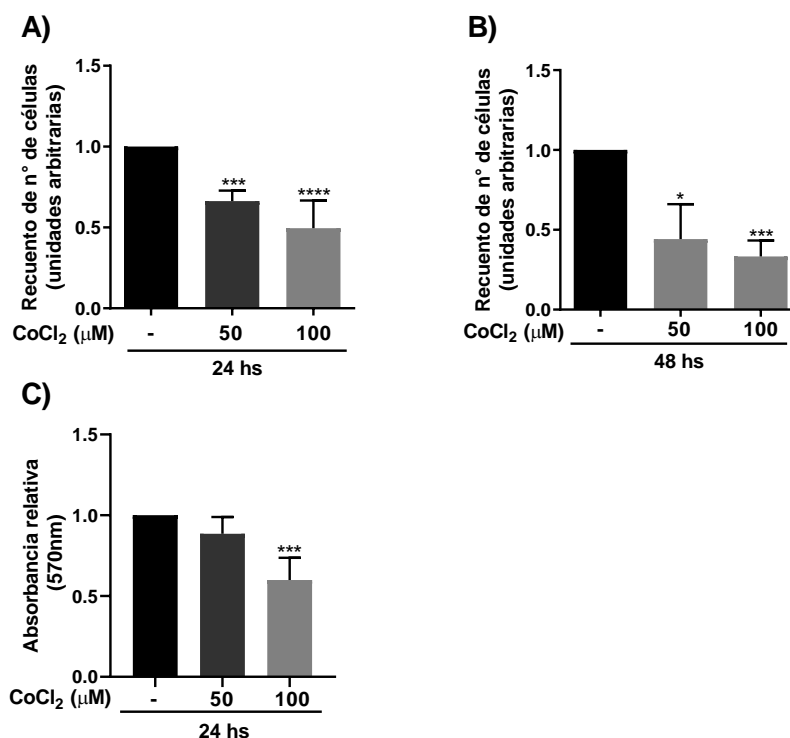 A)
Recuento de n° de células
(unidades arbitrarias)
1.5
1.0
0.5
0.0
*** ****
CoCl₂ (μM) - 50 100
24 hs
B)
Recuento de n° de células
(unidades arbitrarias)
1.5
1.0
0.5
0.0
* ***
CoCl₂ (μM) - 50 100
48 hs
C)
Absorbancia relativa
(570nm)
1.5
1.0
0.5
0.0
***
CoCl₂ (μM) - 50 100
24 hs